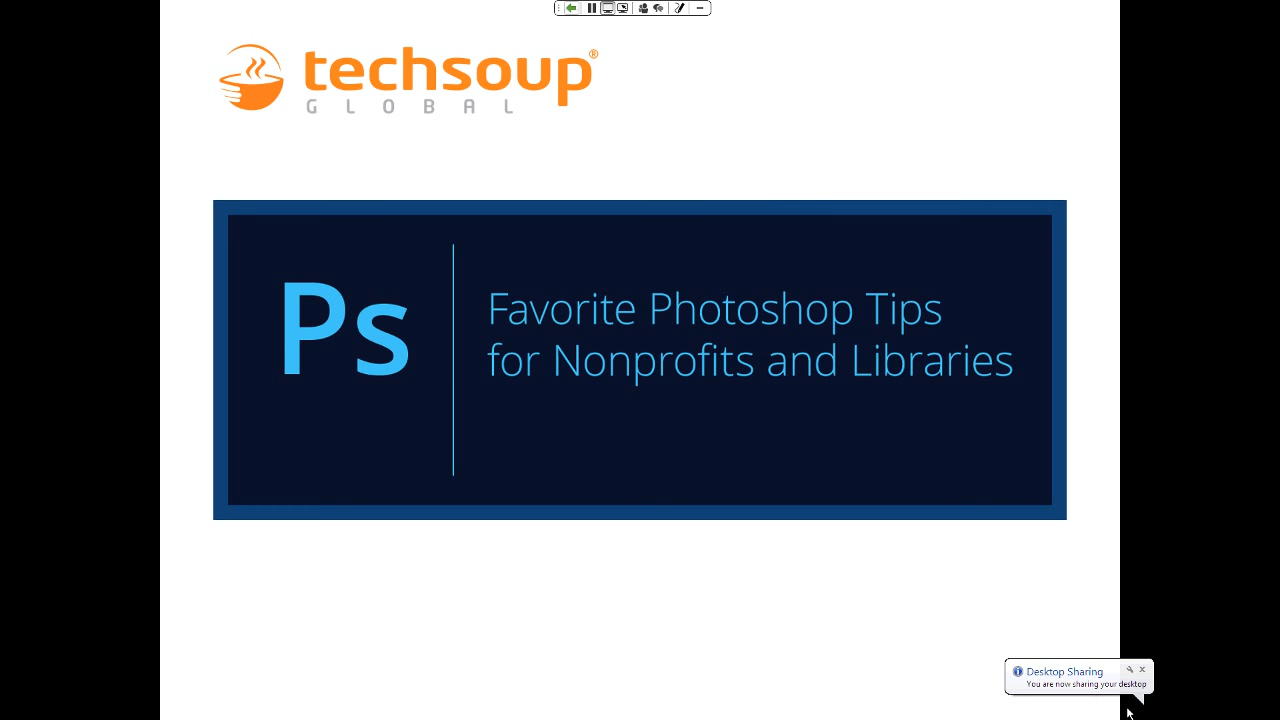 techsoup®
GLOBAL
Ps
Favorite Photoshop Tips
for Nonprofits and Libraries
Desktop Sharing
You are now sharing your desktop